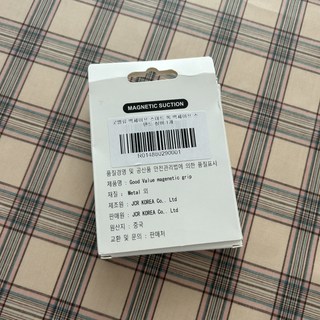 MAGNETIC SUCTION
품질경영 및 공산품 안전관리법에 의한 품질표시
제품명 : Good Value magenetic grip
재질 : Metal 외
제조원 : JCR KOREA Co., Ltd
판매원 : JCR KOREA Co., Ltd
원산지 : 중국
교환 및 문의 : 판매처